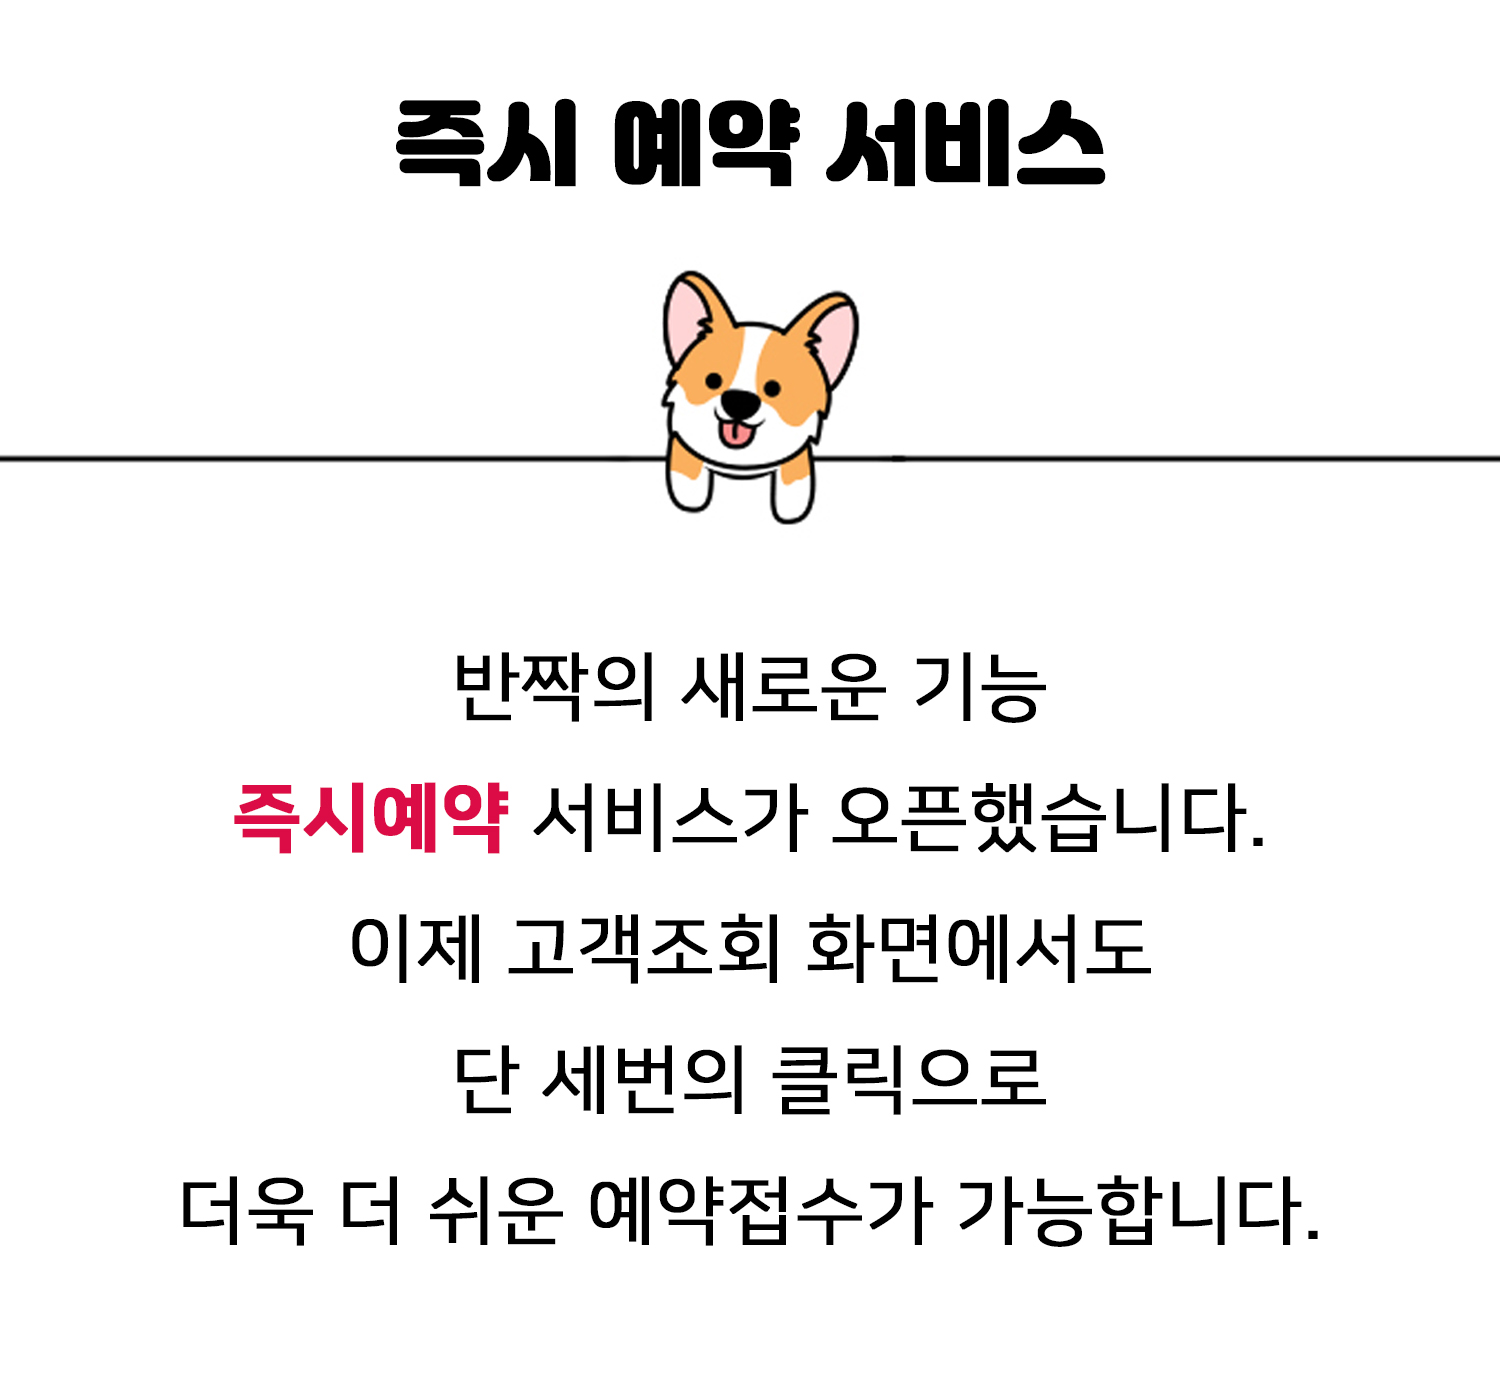 즉시 예약 서비스
반짝의 새로운 기능
즉시예약 서비스가 오픈했습니다.
이제 고객조회 화면에서도
단 세번의 클릭으로
더욱 더 쉬운 예약접수가 가능합니다.